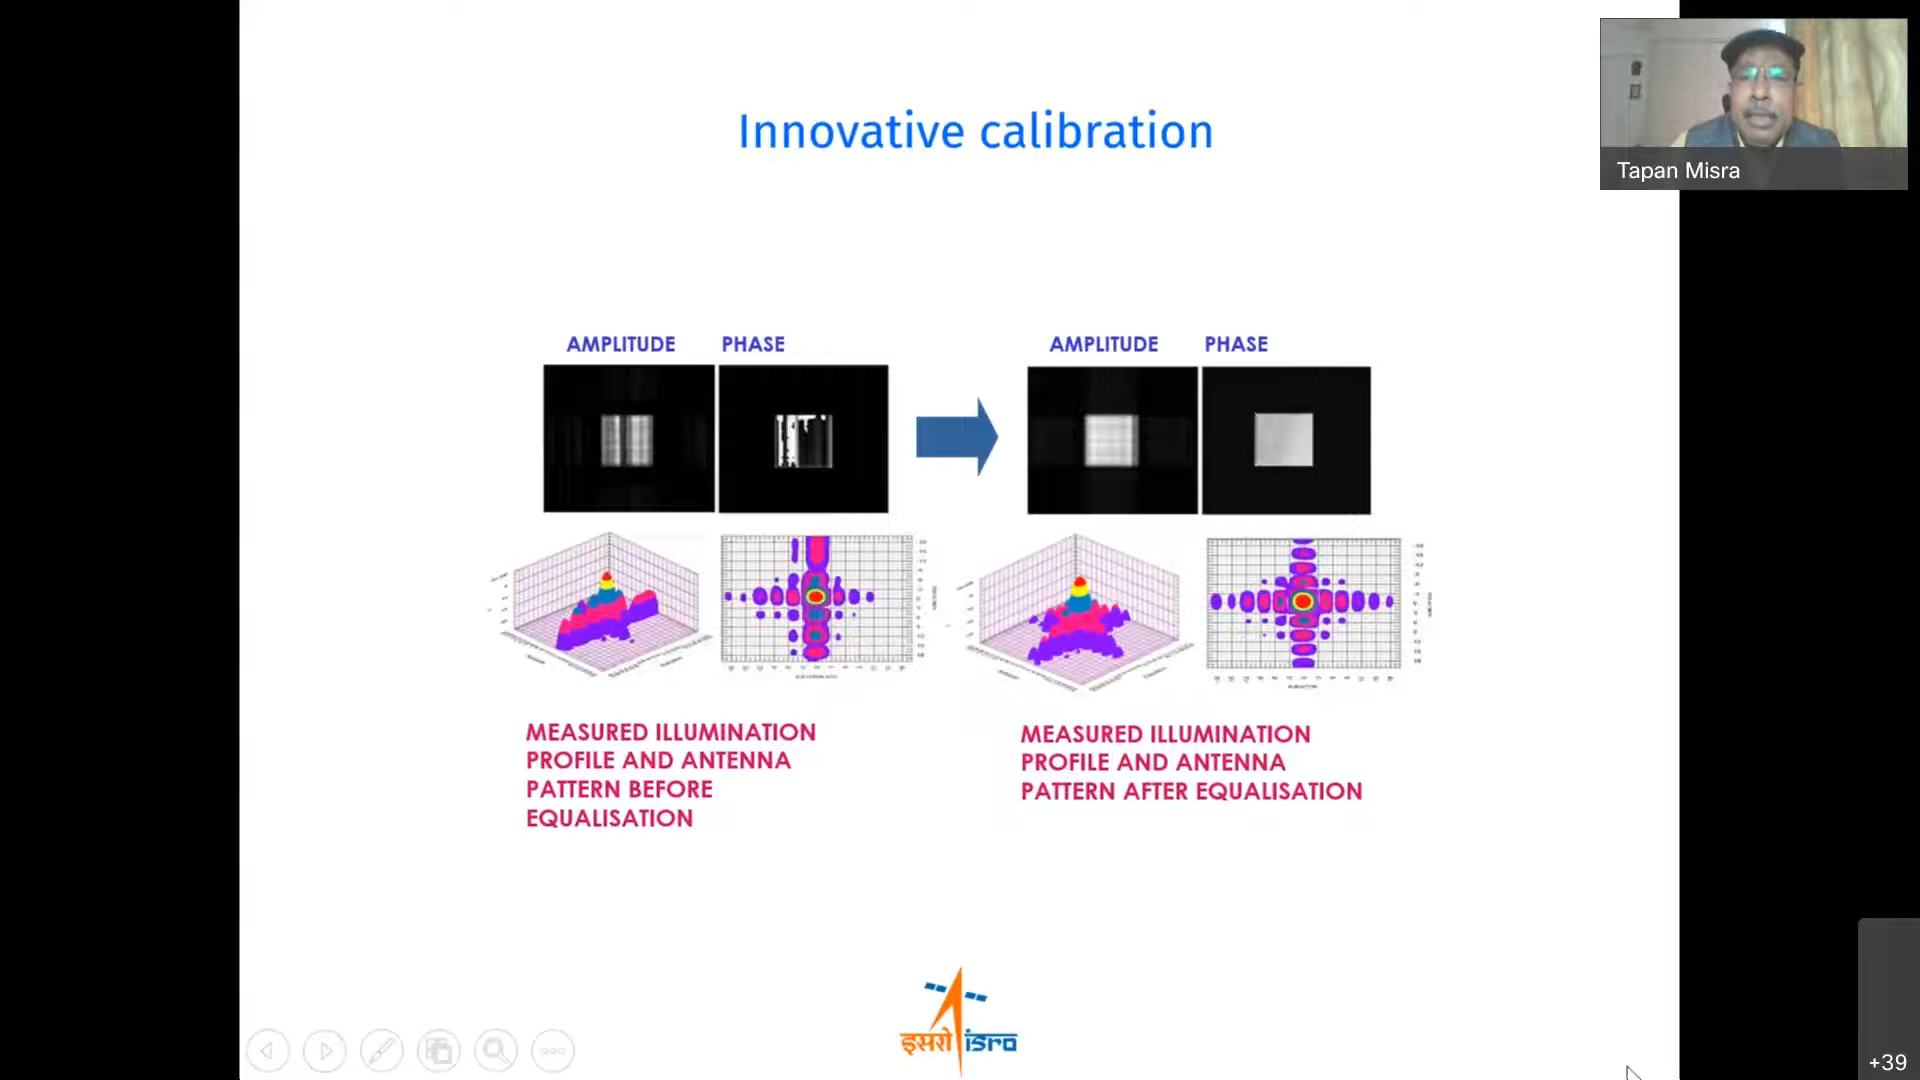 Innovative calibration
Tapan Misra
AMPLITUDE PHASE
AMPLITUDE PHASE
MEASURED ILLUMINATION
PROFILE AND ANTENNA
PATTERN BEFORE
EQUALISATION
MEASURED ILLUMINATION
PROFILE AND ANTENNA
PATTERN AFTER EQUALISATION
इसरो isro
+39